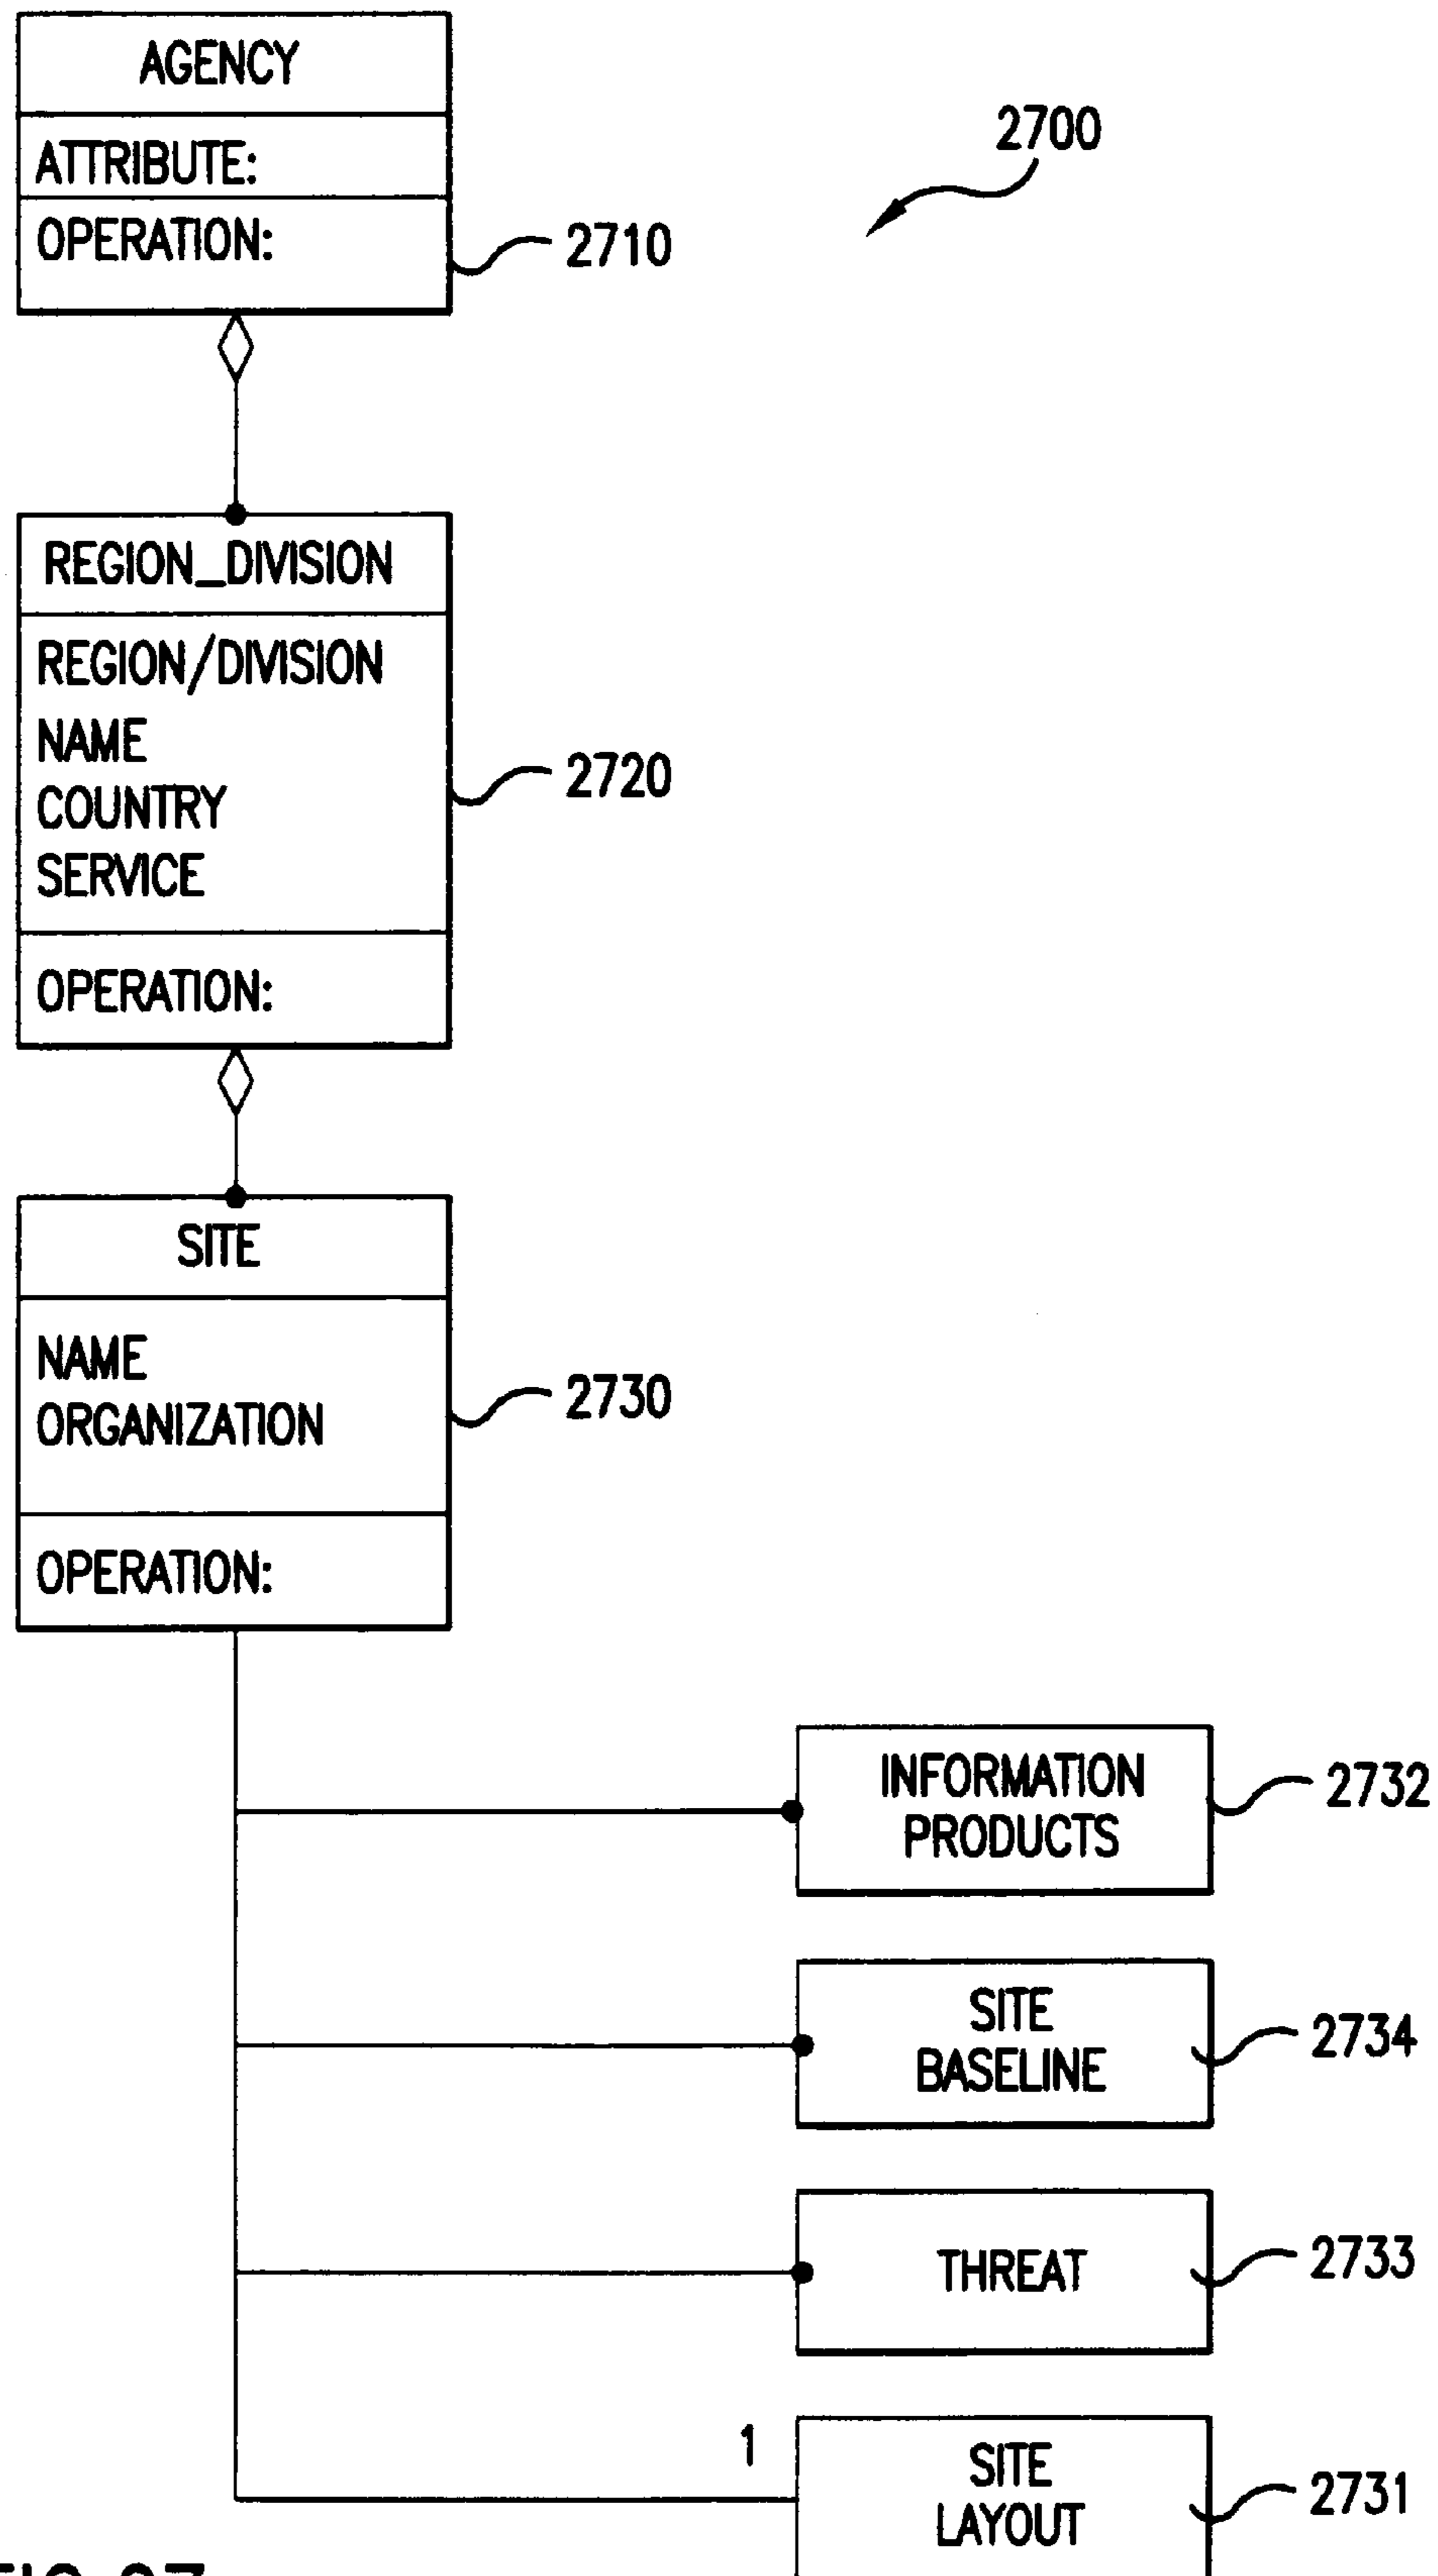 AGENCY
2700
ATTRIBUTE:
OPERATION:
2710
REGION_DIVISION
REGION/DIVISION
NAME
2720
COUNTRY
SERVICE
OPERATION:
SITE
NAME
2730
ORGANIZATION
OPERATION:
INFORMATION
PRODUCTS
2732
SITE
BASELINE
2734
THREAT
2733
1
SITE
LAYOUT
2731